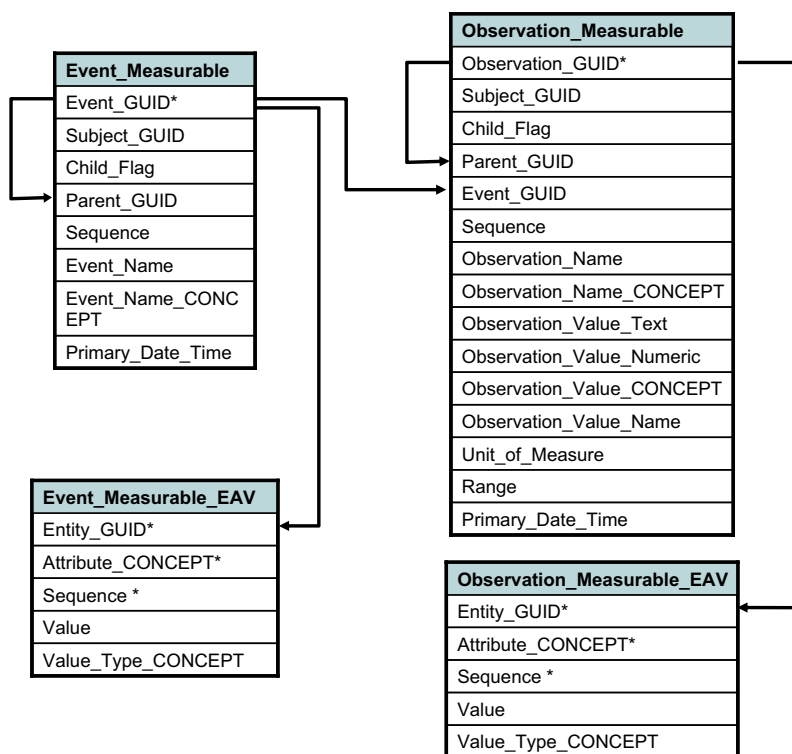 Event_Measurable
Event_GUID*
Subject_GUID
Child_Flag
Parent_GUID
Sequence
Event_Name
Event_Name_CONC
EPT
Primary_Date_Time
Observation_Measurable
Observation_GUID*
Subject_GUID
Child_Flag
Parent_GUID
Event_GUID
Sequence
Observation_Name
Observation_Name_CONCEPT
Observation_Value_Text
Observation_Value_Numeric
Observation_Value_CONCEPT
Observation_Value_Name
Unit_of_Measure
Range
Primary_Date_Time
Event_Measurable_EAV
Entity_GUID*
Attribute_CONCEPT*
Sequence *
Value
Value_Type_CONCEPT
Observation_Measurable_EAV
Entity_GUID*
Attribute_CONCEPT*
Sequence *
Value
Value_Type_CONCEPT